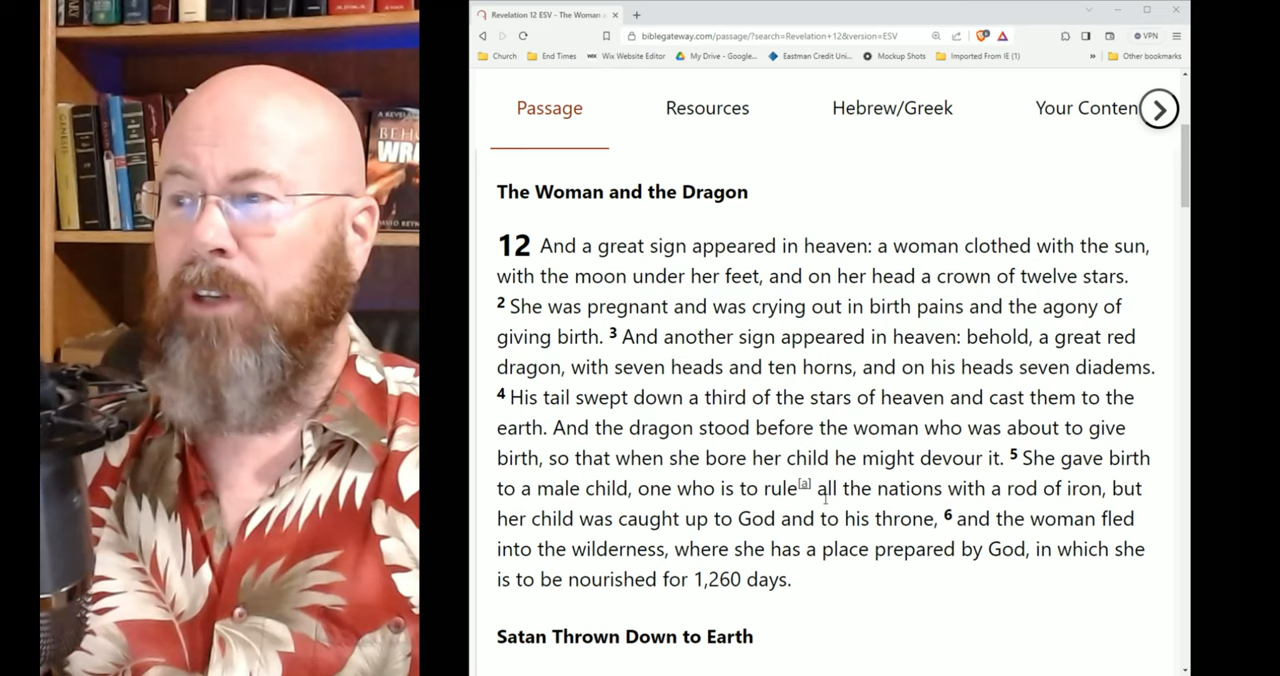 GENESIS
A REVELA
BEHO
WRA
DAVID REYN
Revelation 12 ESV - The Woman
biblegateway.com/passage/?search=Revelation+12&version=ESV
VPN
Church
End Times
WIX Wix Website Editor
My Drive - Google...
Eastman Credit Uni...
Mockup Shots
Imported From IE (1)
»
Other bookmarks
Passage
Resources
Hebrew/Greek
Your Conten
The Woman and the Dragon
12 And a great sign appeared in heaven: a woman clothed with the sun,
with the moon under her feet, and on her head a crown of twelve stars.
2 She was pregnant and was crying out in birth pains and the agony of
giving birth. 3 And another sign appeared in heaven: behold, a great red
dragon, with seven heads and ten horns, and on his heads seven diadems.
4 His tail swept down a third of the stars of heaven and cast them to the
earth. And the dragon stood before the woman who was about to give
birth, so that when she bore her child he might devour it. 5 She gave birth
to a male child, one who is to rule[a] all the nations with a rod of iron, but
her child was caught up to God and to his throne, 6 and the woman fled
into the wilderness, where she has a place prepared by God, in which she
is to be nourished for 1,260 days.
Satan Thrown Down to Earth